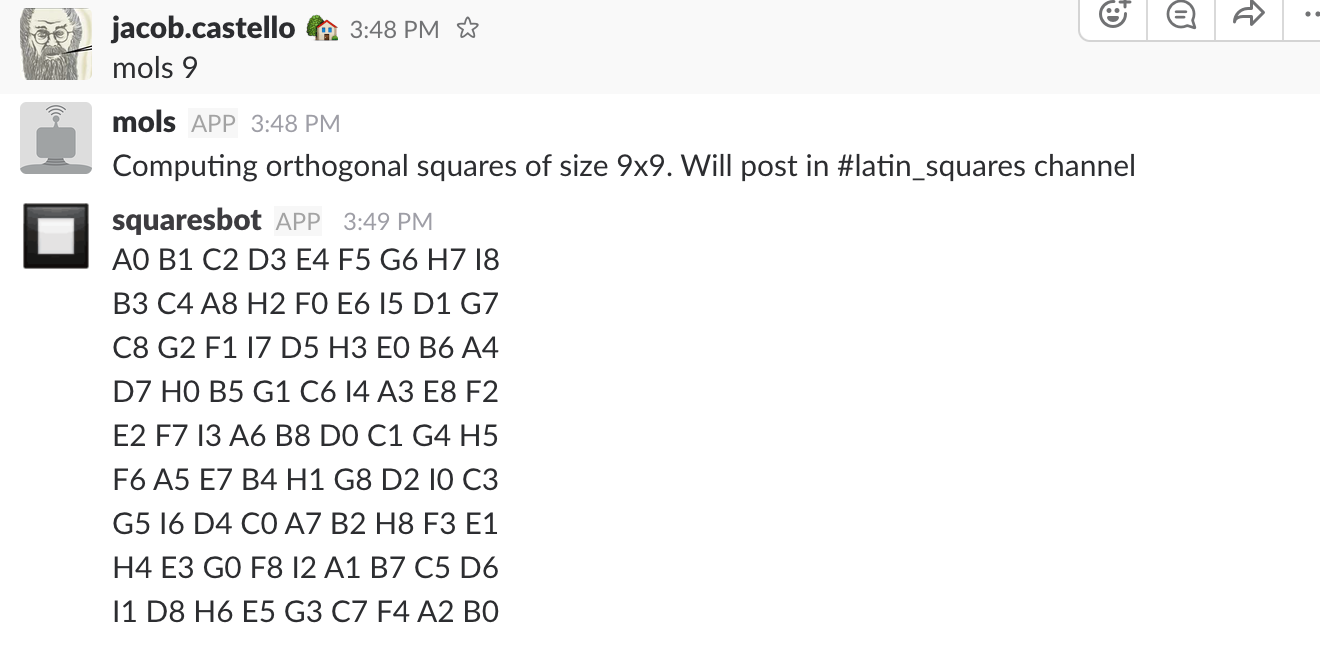 jacob.castello 3:48 PM
mols 9
mols APP 3:48 PM
Computing orthogonal squares of size 9x9. Will post in #latin_squares channel
squaresbot APP 3:49 PM
A0 B1 C2 D3 E4 F5 G6 H7 I8
B3 C4 A8 H2 F0 E6 I5 D1 G7
C8 G2 F1 I7 D5 H3 E0 B6 A4
D7 H0 B5 G1 C6 I4 A3 E8 F2
E2 F7 I3 A6 B8 D0 C1 G4 H5
F6 A5 E7 B4 H1 G8 D2 I0 C3
G5 I6 D4 C0 A7 B2 H8 F3 E1
H4 E3 G0 F8 I2 A1 B7 C5 D6
I1 D8 H6 E5 G3 C7 F4 A2 B0